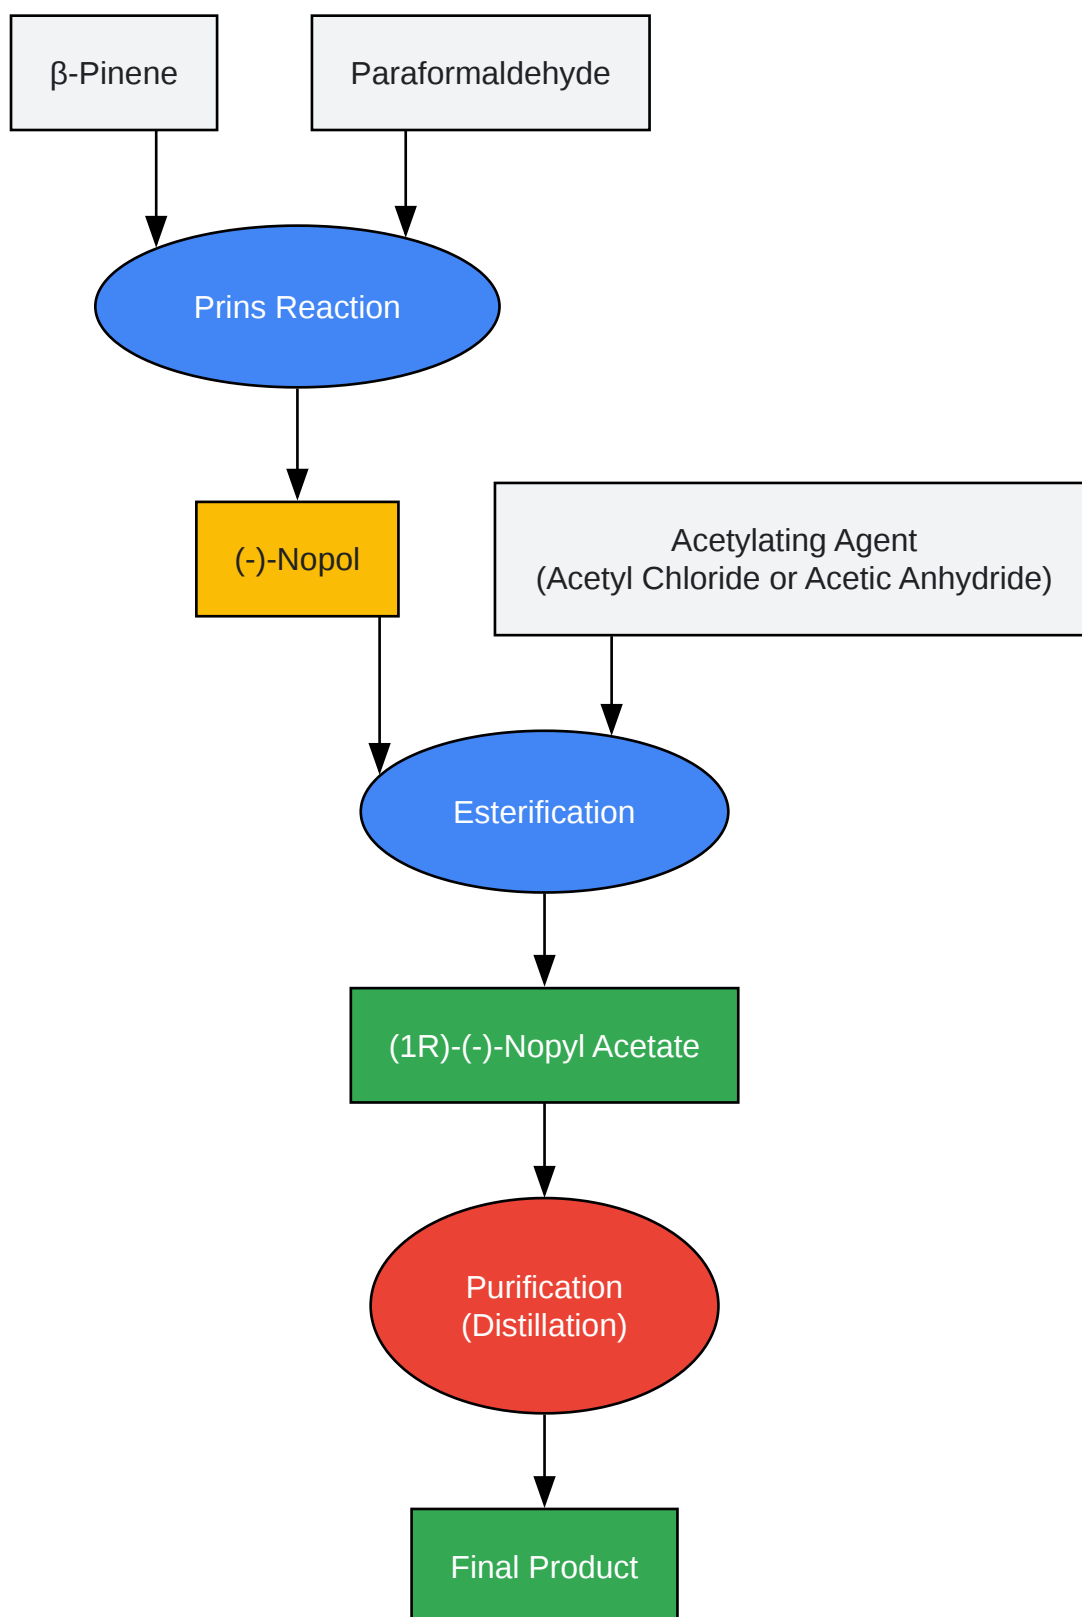 β-Pinene
Paraformaldehyde
Prins Reaction
(-)-Nopol
Acetylating Agent
(Acetyl Chloride or Acetic Anhydride)
Esterification
(1R)-(-)-Nopyl Acetate
Purification
(Distillation)
Final Product